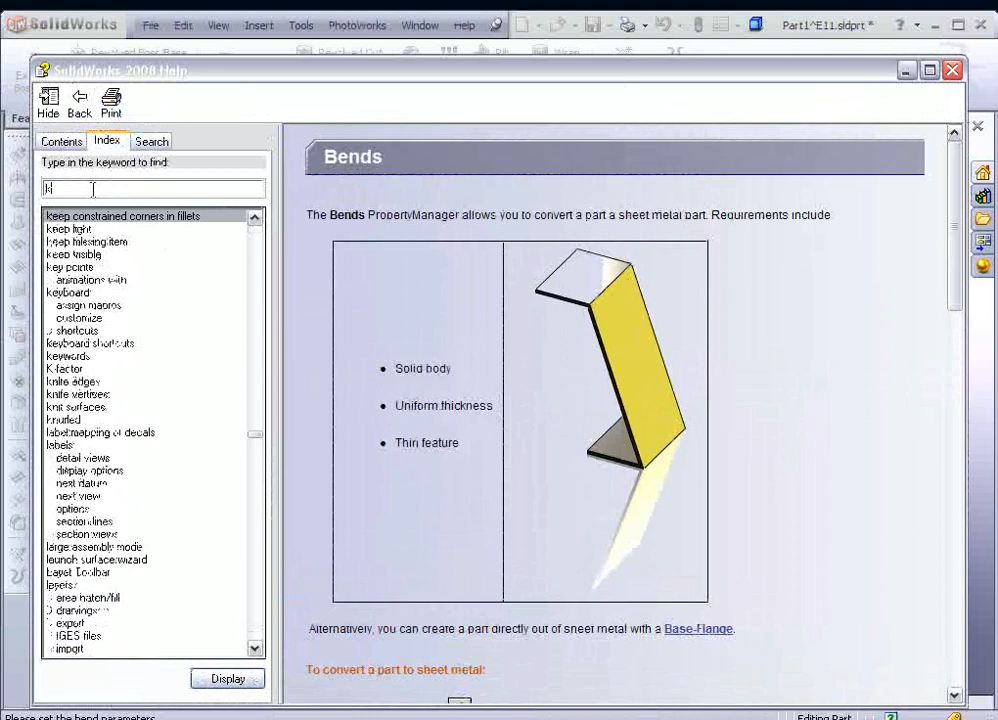 SolidWorks File Edit View Insert Tools PhotoWorks Window Help Part1^E11.sldprt *
SolidWorks 2008 Help
Hide Back Print
Contents Index Search
Type in the keyword to find:
k
keep constrained corners in fillets
keep light
keep missing item
keep visible
key points
animations with
keyboard
assign macros
customize
shortcuts
keyboard shortcuts
keywords
K-factor
knife edges
knife vertices
knit surfaces
knurled
label mapping of decals
labels
detail views
display options
next datum
next view
options
section lines
section views
large assembly mode
launch surface wizard
Layer Toolbar
layers
area hatch/fill
drawings
export
IGES files
import
Display
Bends
The Bends PropertyManager allows you to convert a part a sheet metal part. Requirements include
• Solid body
• Uniform thickness
• Thin feature
Alternatively, you can create a part directly out of sheet metal with a Base-Flange.
To convert a part to sheet metal:
Please set the bend parameters
Editing Part